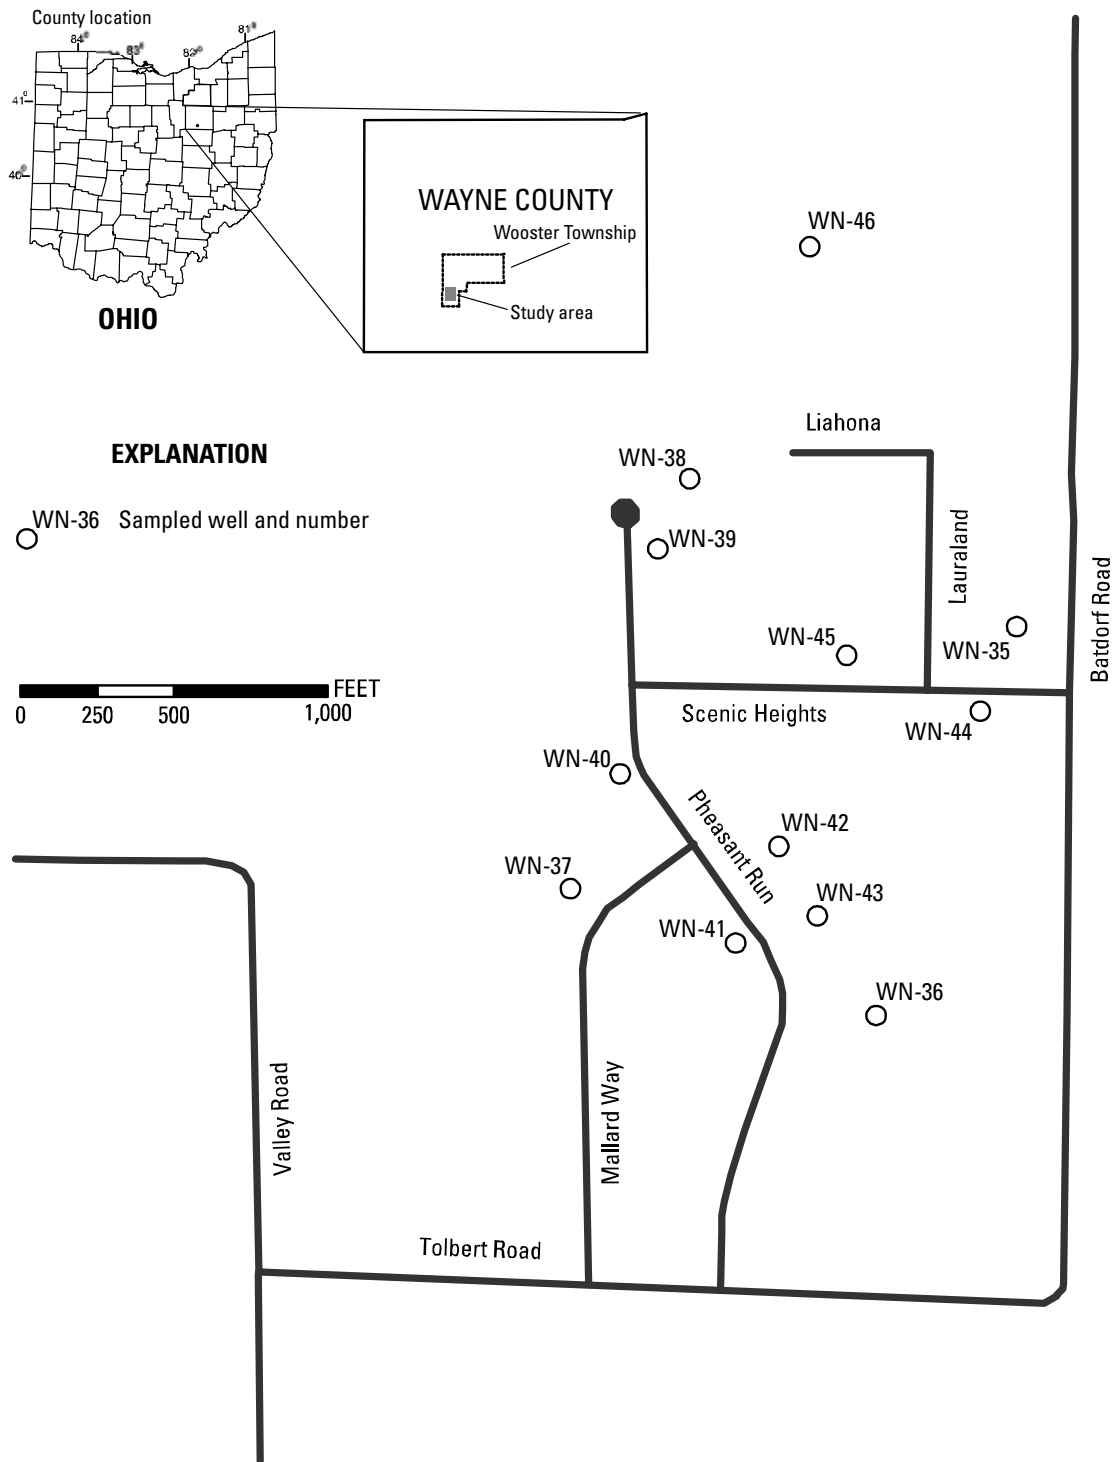 County location
84°
83°
82°
81°
41°
40°
OHIO
WAYNE COUNTY
Wooster Township
Study area
WN-46
Liahona
EXPLANATION
WN-36 Sampled well and number
WN-38
WN-39
Lauraland
Batdorf Road
WN-45
WN-35
FEET
0 250 500 1,000
Scenic Heights
WN-44
WN-40
Pheasant Run
WN-42
WN-37
WN-43
WN-41
WN-36
Valley Road
Mallard Way
Tolbert Road